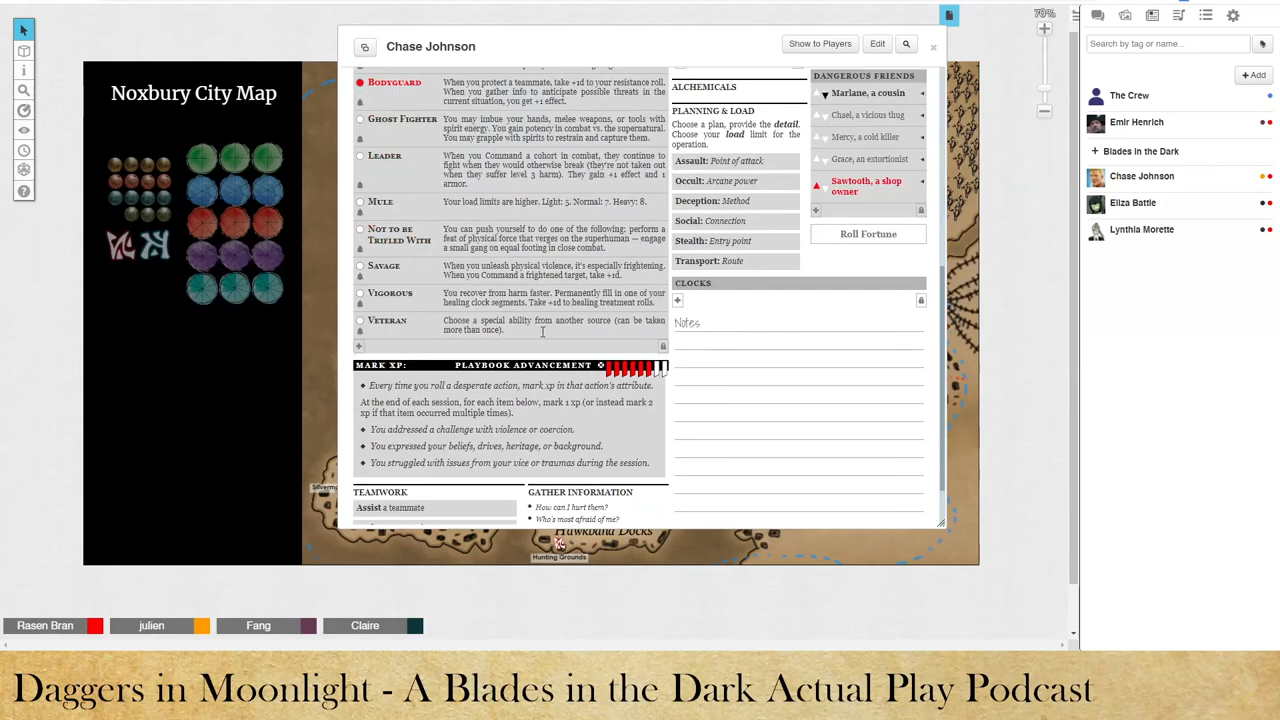 Noxbury City Map
Chase Johnson
Show to Players
Edit
BODYGUARD
When you protect a teammate, take +1d to your resistance roll.
When you gather info to anticipate possible threats in the
current situation, you get +1 effect.
GHOST FIGHTER
You may imbue your hands, melee weapons, or tools with
spirit energy. You gain potency in combat vs. the supernatural.
You may grapple with spirits to restrain and capture them.
LEADER
When you Command a cohort in combat, they continue to
fight when they would otherwise break (they're not taken out
when they suffer level 3 harm). They gain +1 effect and 1
armor.
MULE
Your load limits are higher. Light: 5. Normal: 7. Heavy: 8.
NOT TO BE
TRIFLED WITH
You can push yourself to do one of the following: perform a
feat of physical force that verges on the superhuman — engage
a small gang on equal footing in close combat.
SAVAGE
When you unleash physical violence, it's especially frightening.
When you Command a frightened target, take +1d.
VIGOROUS
You recover from harm faster. Permanently fill in one of your
healing clock segments. Take +1d to healing treatment rolls.
VETERAN
Choose a special ability from another source (can be taken
more than once).
MARK XP:
PLAYBOOK ADVANCEMENT
Every time you roll a desperate action, mark xp in that action's attribute.
At the end of each session, for each item below, mark 1 xp (or instead mark 2
xp if that item occurred multiple times).
You addressed a challenge with violence or coercion.
You expressed your beliefs, drives, heritage, or background.
You struggled with issues from your vice or traumas during the session.
TEAMWORK
Assist a teammate
GATHER INFORMATION
How can I hurt them?
Who's most afraid of me?
ALCHEMICALS
PLANNING & LOAD
Choose a plan, provide the detail.
Choose your load limit for the
operation.
Assault: Point of attack
Occult: Arcane power
Deception: Method
Social: Connection
Stealth: Entry point
Transport: Route
DANGEROUS FRIENDS
Marlane, a cousin
Chael, a vicious thug
Mercy, a cold killer
Grace, an extortionist
Sawtooth, a shop
owner
Roll Fortune
CLOCKS
Notes
Hawkband Docks
Hunting Grounds
70%
Search by tag or name...
+ Add
The Crew
Emir Henrich
+ Blades in the Dark
Chase Johnson
Eliza Battle
Lynthia Morette
Rasen Bran
julien
Fang
Claire
Daggers in Moonlight - A Blades in the Dark Actual Play Podcast